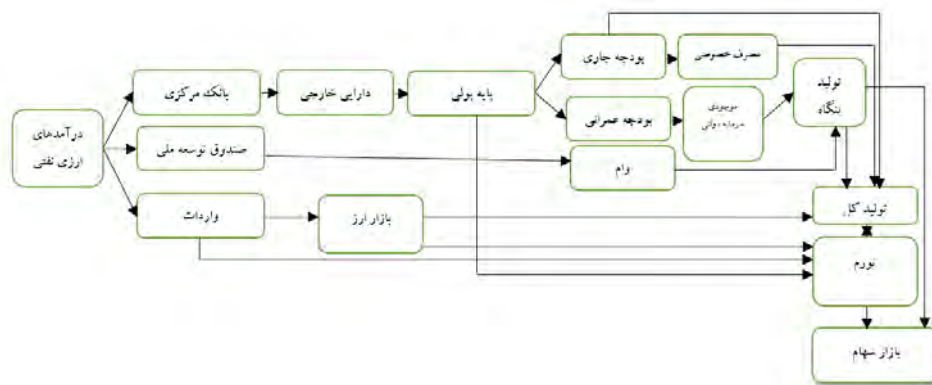 درآمدهای
ارزی نفتی
بانک مرکزی
دارایی خارجی
پایه پولی
بودجه جاری
مصرف خصوصی
بودجه عمرانی
موجودی
سرمایه دولتی
تولید
بنگاه
صندوق توسعه ملی
وام
واردات
بازار ارز
تولید کل
تورم
بازار سهام